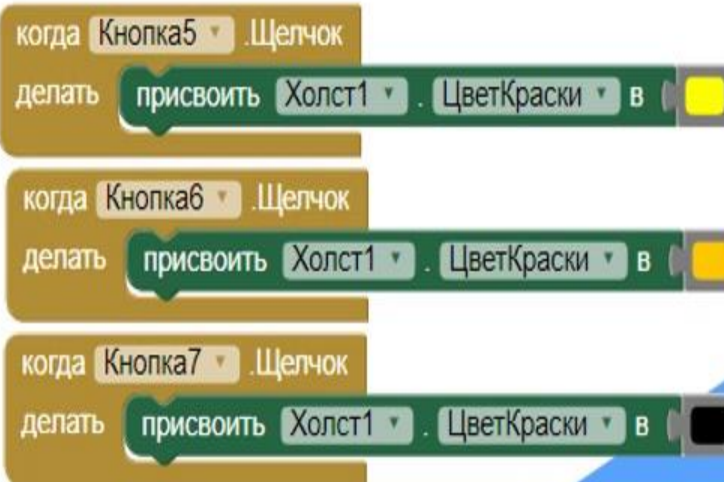 когда Кнопка5 .Щелчок
делать присвоить Холст1 . ЦветКраски в
когда Кнопка6 .Щелчок
делать присвоить Холст1 . ЦветКраски в
когда Кнопка7 .Щелчок
делать присвоить Холст1 . ЦветКраски в